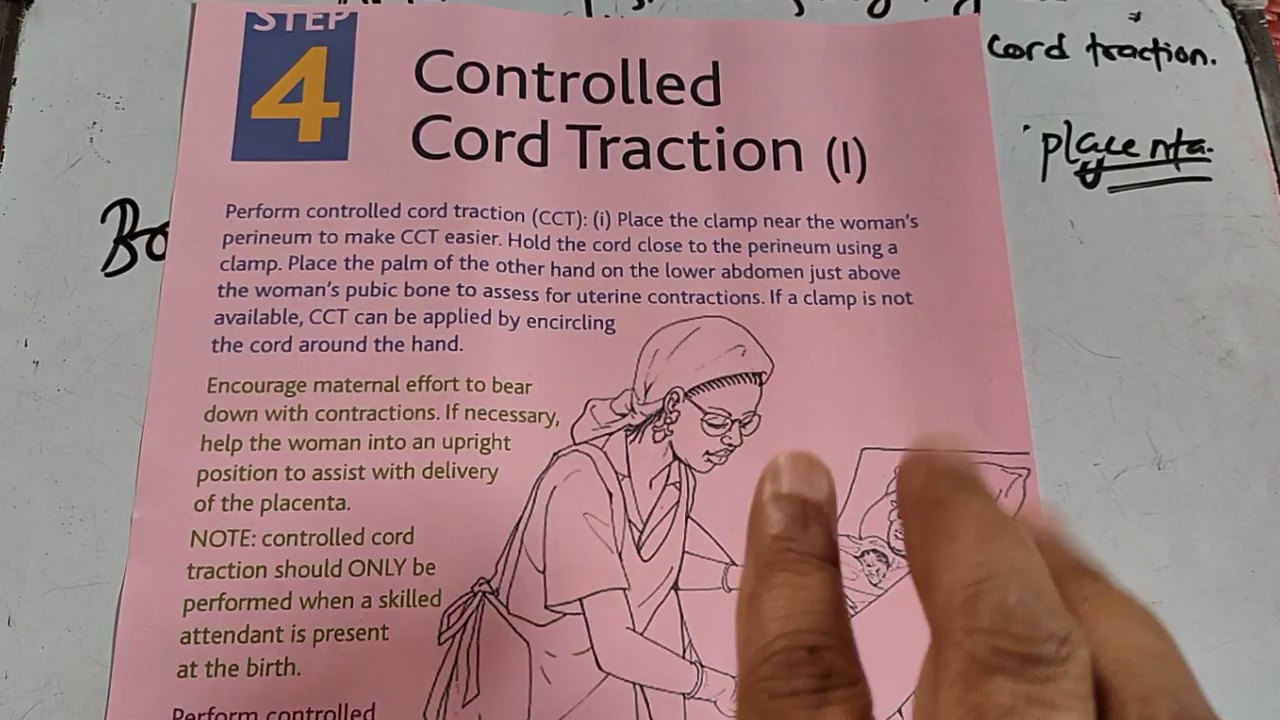 cord traction.
placenta.
Bo
STEP
4
Controlled
Cord Traction (I)
Perform controlled cord traction (CCT): (i) Place the clamp near the woman's
perineum to make CCT easier. Hold the cord close to the perineum using a
clamp. Place the palm of the other hand on the lower abdomen just above
the woman's pubic bone to assess for uterine contractions. If a clamp is not
available, CCT can be applied by encircling
the cord around the hand.
Encourage maternal effort to bear
down with contractions. If necessary,
help the woman into an upright
position to assist with delivery
of the placenta.
NOTE: controlled cord
traction should ONLY be
performed when a skilled
attendant is present
at the birth.
Perform controlled